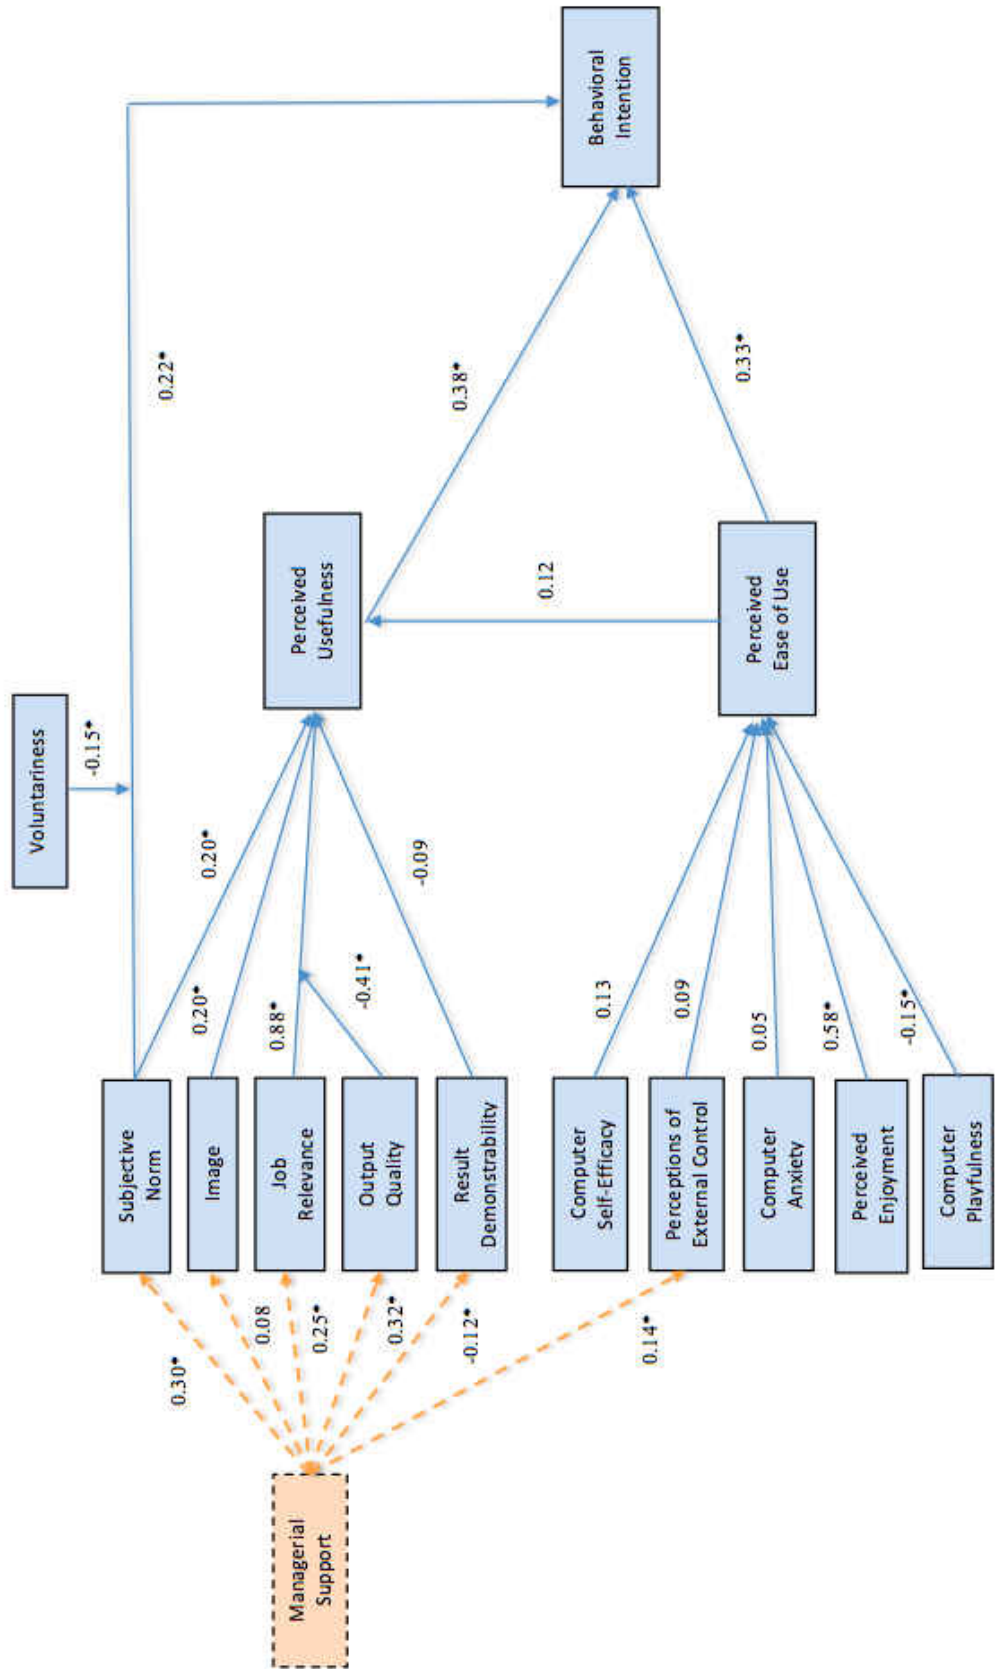 Voluntariness
-0.15*
0.22*
Subjective
Norm
Image
Job
Relevance
Output
Quality
Result
Demonstrability
Computer
Self-Efficacy
Perceptions of
External Control
Computer
Anxiety
Perceived
Enjoyment
Computer
Playfulness
Managerial
Support
0.30*
0.08
0.25*
0.32*
-0.12*
0.14*
0.20*
0.20*
0.88*
-0.41*
-0.09
0.13
0.09
0.05
0.58*
-0.15*
Perceived
Usefulness
0.12
Perceived
Ease of Use
0.38*
0.33*
Behavioral
Intention